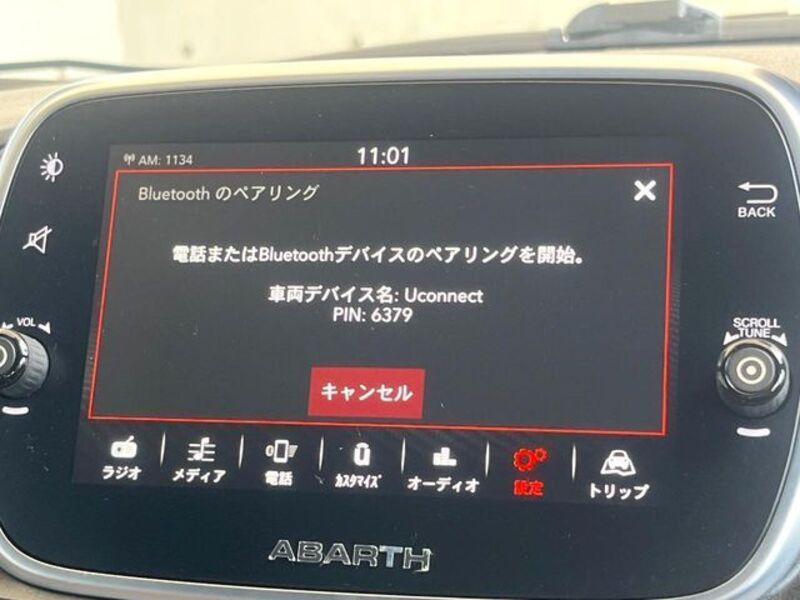 AM: 1134
11:01
Bluetooth のペアリング
BACK
電話またはBluetoothデバイスのペアリングを開始。
車両デバイス名: Uconnect
PIN: 6379
VOL
SCROLL
TUNE
キャンセル
ラジオ
メディア
電話
ｶｽﾀﾏｲｽﾞ
オーディオ
設定
トリップ
ABARTH